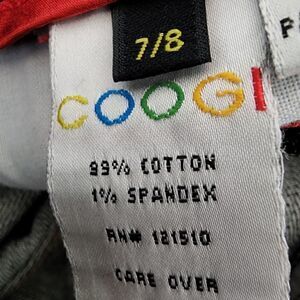 7/8
COOGI
99% COTTON
1% SPANDEX
RN# 121510
CARE OVER